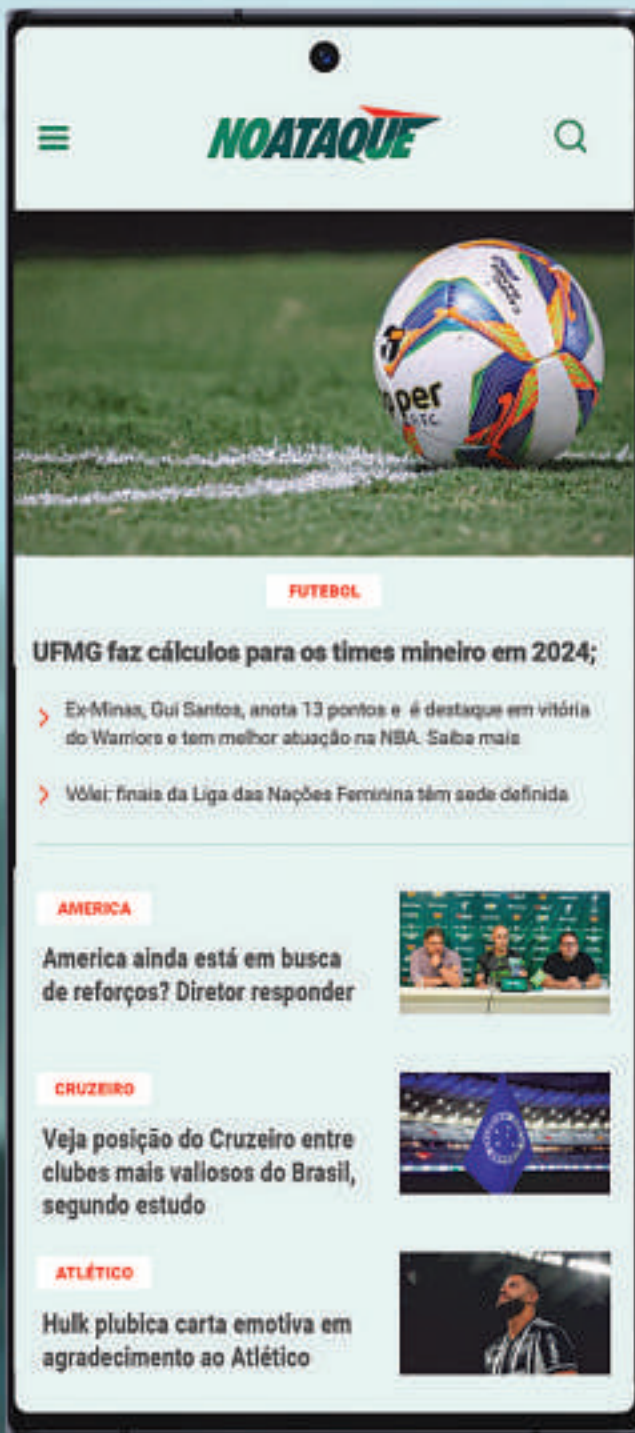 NOATAQUE
per
FUTEBOL
UFMG faz cálculos para os times mineiro em 2024;
Ex-Minas, Gui Santos, anota 13 pontos e é destaque em vitória
do Warriors e tem melhor atuação na NBA. Saiba mais
Vôlei: finais da Liga das Nações Feminina têm sede definida
AMERICA
America ainda está em busca
de reforços? Diretor responder
CRUZEIRO
Veja posição do Cruzeiro entre
clubes mais valiosos do Brasil,
segundo estudo
ATLÉTICO
Hulk plubica carta emotiva em
agradecimento ao Atlético